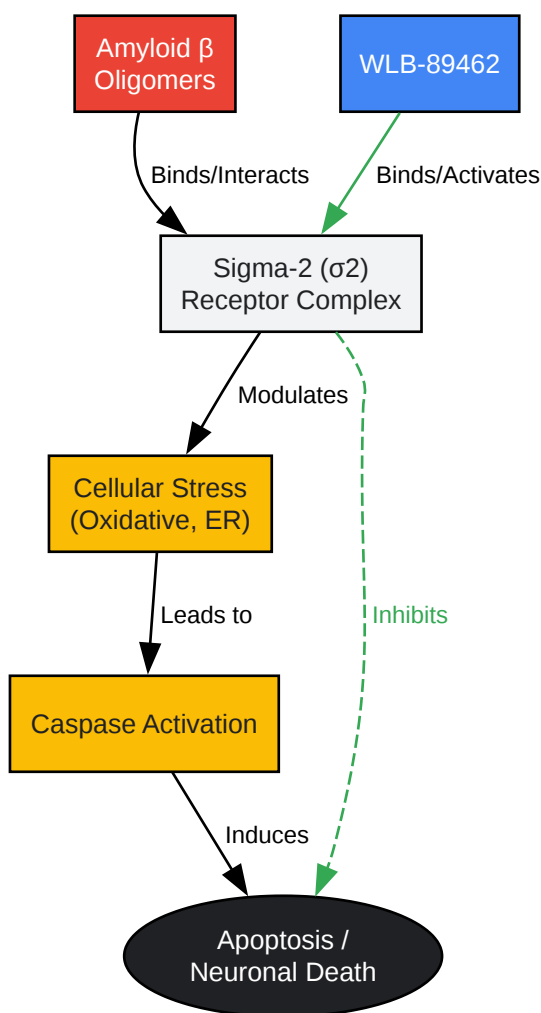 Amyloid β
Oligomers
WLB-89462
Binds/Interacts
Binds/Activates
Sigma-2 (σ2)
Receptor Complex
Modulates
Cellular Stress
(Oxidative, ER)
Leads to
Inhibits
Caspase Activation
Induces
Apoptosis /
Neuronal Death